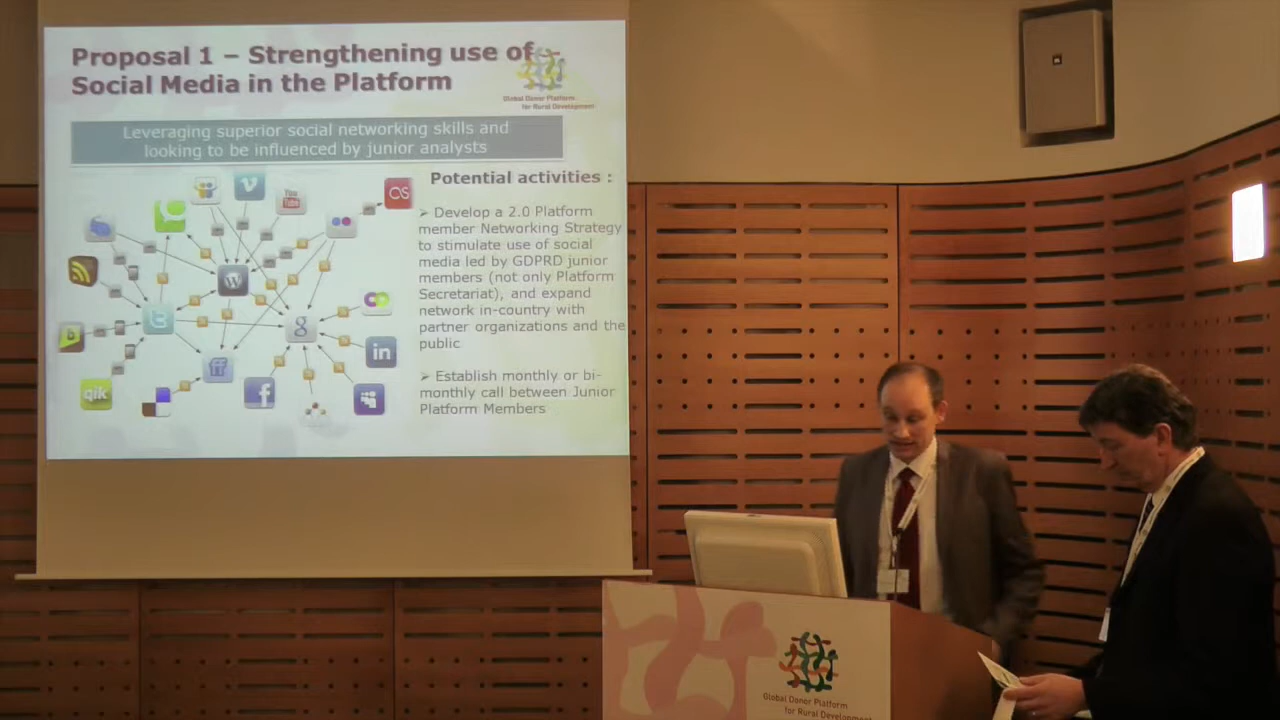 Proposal 1 – Strengthening use of
Social Media in the Platform
Global Donor Platform
for Rural Development
Leveraging superior social networking skills and
looking to be influenced by junior analysts
Potential activities :
➢ Develop a 2.0 Platform
member Networking Strategy
to stimulate use of social
media led by GDPRD junior
members (not only Platform
Secretariat), and expand
network in-country with
partner organizations and the
public
➢ Establish monthly or bi-
monthly call between Junior
Platform Members
You
Tube
qik
in
Global Donor Platform
for Rural Development